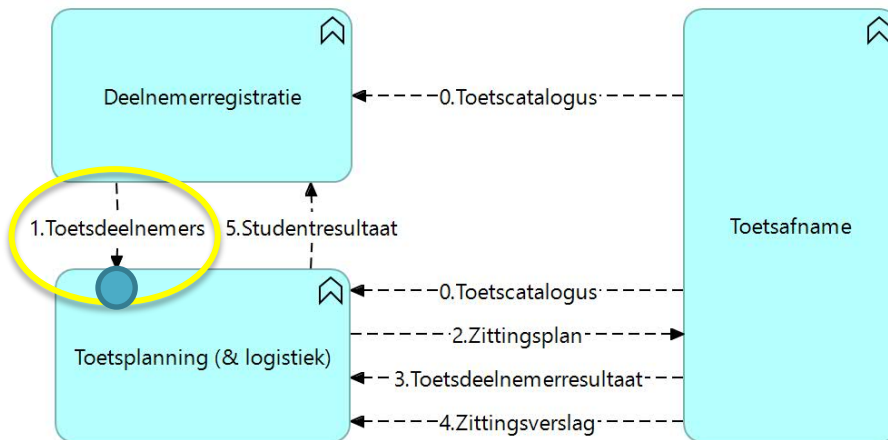 Deelnemerregistratie
0.Toetscatalogus
1.Toetsdeelnemers
5.Studentresultaat
Toetsafname
0.Toetscatalogus
2.Zittingsplan
Toetsplanning (& logistiek)
3.Toetsdeelnemerresultaat
4.Zittingsverslag